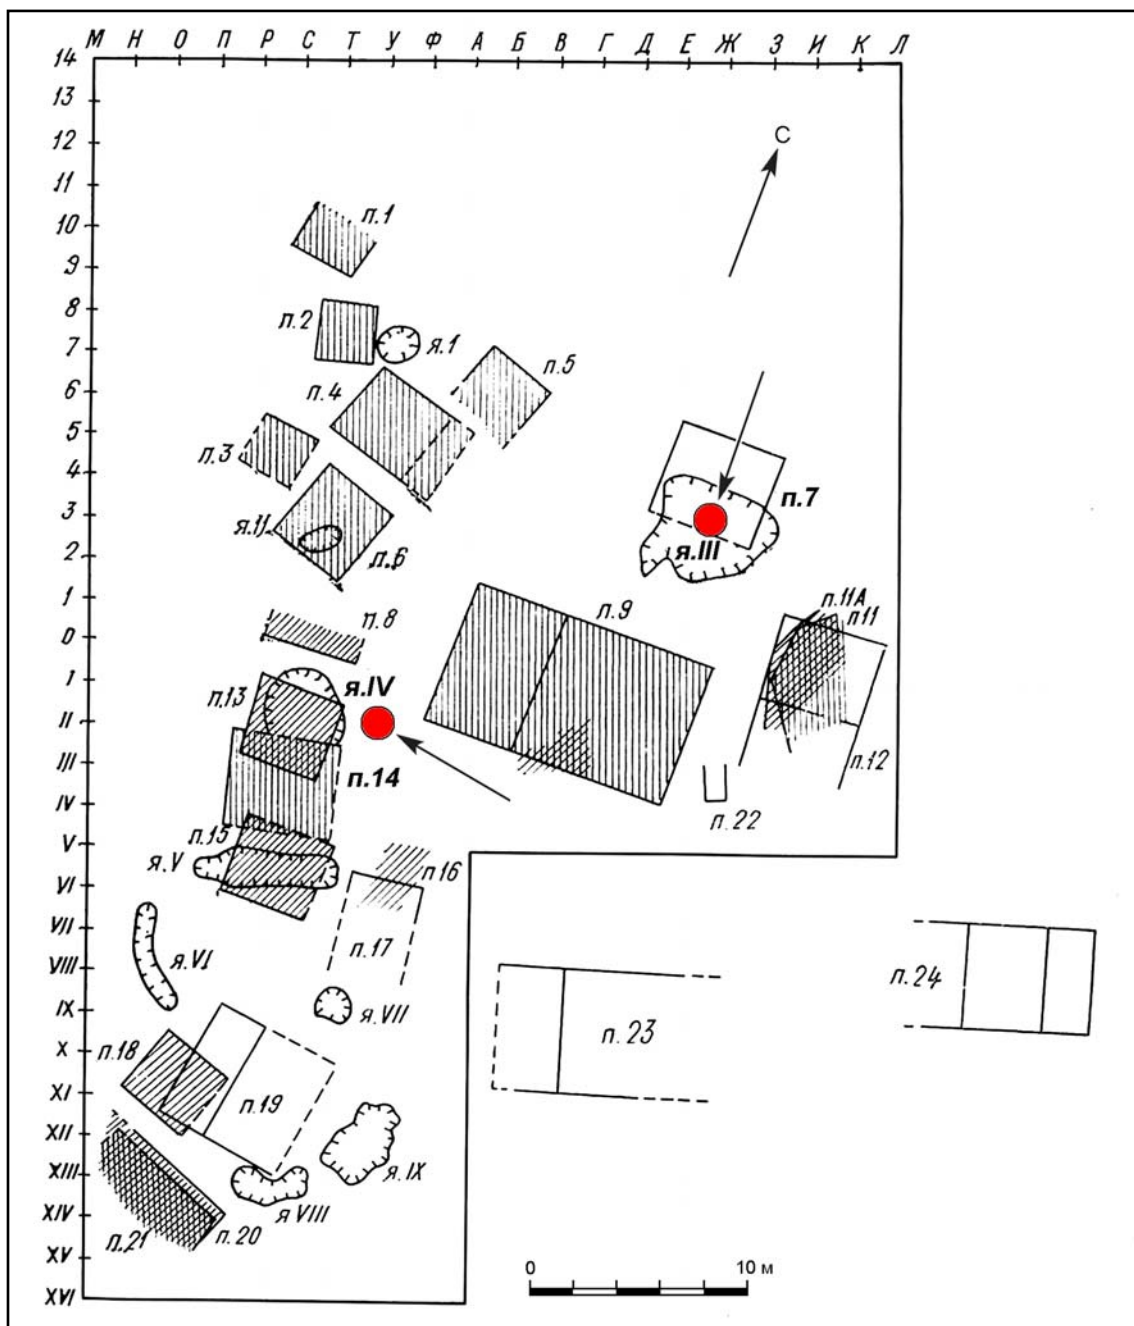 М Н О П Р С Т У Ф А Б В Г Д Е Ж З И К Л
14
13
12
С
11
10
п.1
9
8
п.2
7
я.1
п.5
6
п.4
5
п.3
4
п.7
3
я.II
я.III
2
п.6
1
п.11А
п.9
п11
п.8
0
I
п.13
я.IV
II
III
п.12
п.14
IV
п.22
V
п.15
я.V
п16
VI
VII
п.17
я.VI
VIII
п.24
IX
я.VII
п.23
X
п.18
XI
п.19
XII
я.IX
XIII
я VIII
XIV
п.21
п.20
XV
0 10 м
XVI